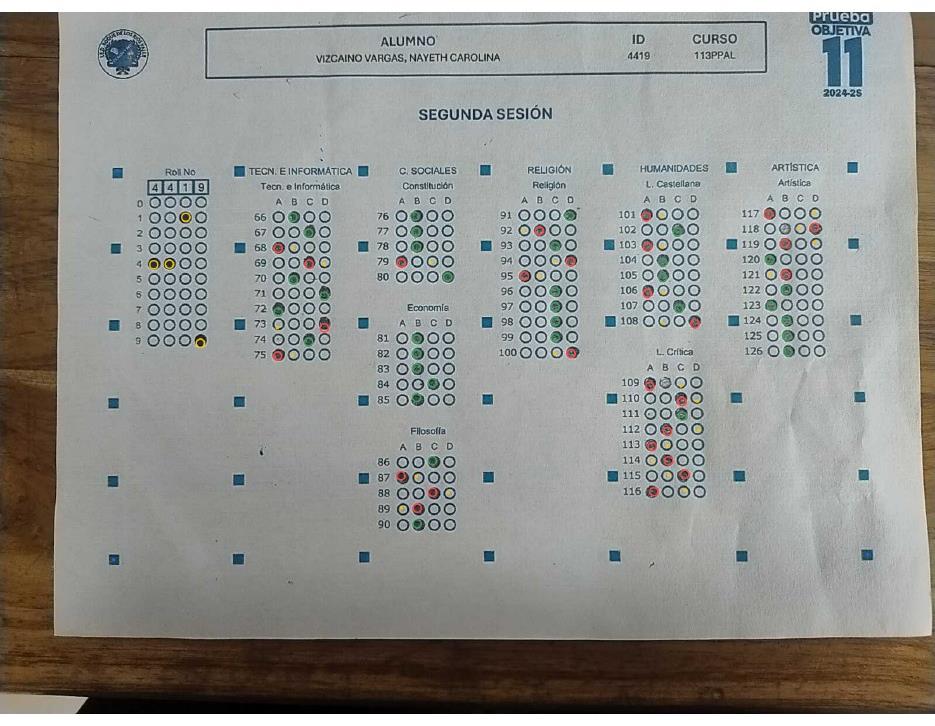 Prueba
OBJETIVA
11
2024-25
ALUMNO ID CURSO
VIZCAINO VARGAS, NAYETH CAROLINA 4419 113PPAL
SEGUNDA SESIÓN
Roll No
4 4 1 9
0
1
2
3
4
5
6
7
8
9
TECN. E INFORMÁTICA
Tecn. e Informática
A B C D
66
67
68
69
70
71
72
73
74
75
C. SOCIALES
Constitución
A B C D
76
77
78
79
80
Economía
A B C D
81
82
83
84
85
Filosofía
A B C D
86
87
88
89
90
RELIGIÓN
Religión
A B C D
91
92
93
94
95
96
97
98
99
100
HUMANIDADES
L. Castellana
A B C D
101
102
103
104
105
106
107
108
L. Crítica
A B C D
109
110
111
112
113
114
115
116
ARTÍSTICA
Artística
A B C D
117
118
119
120
121
122
123
124
125
126